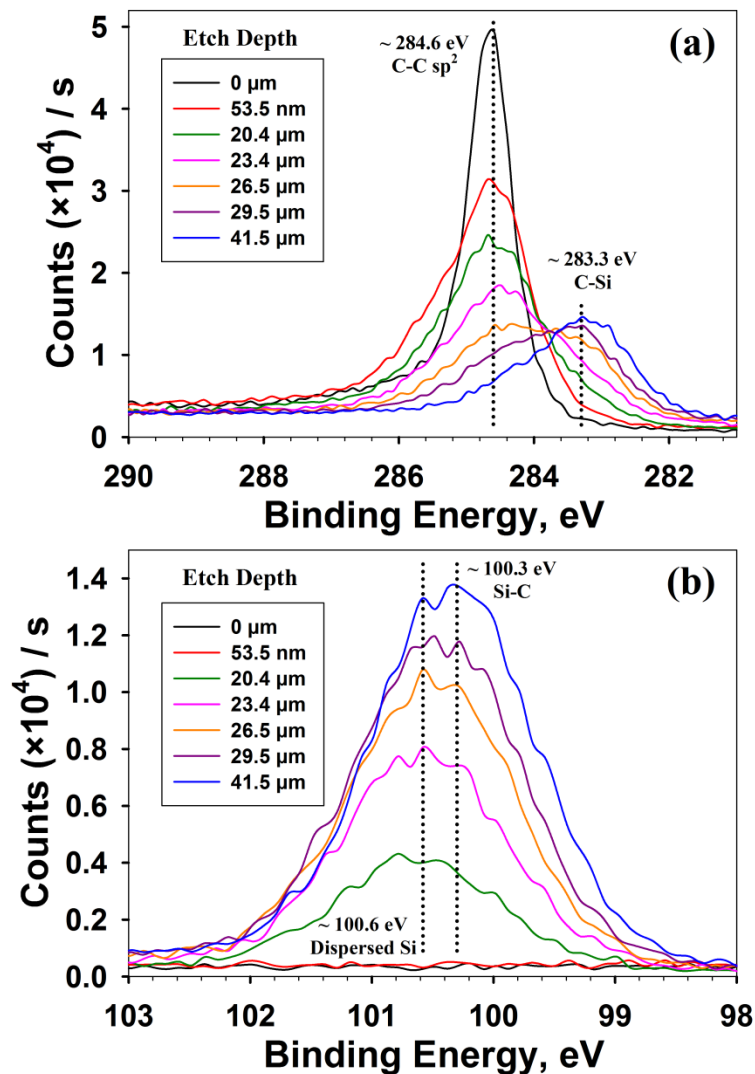 Etch Depth
0 µm
53.5 nm
20.4 µm
23.4 µm
26.5 µm
29.5 µm
41.5 µm
~ 284.6 eV
C-C sp²
(a)
~ 283.3 eV
C-Si
5
4
3
2
1
0
Counts (×10⁴) / s
290 288 286 284 282
Binding Energy, eV
Etch Depth
0 µm
53.5 nm
20.4 µm
23.4 µm
26.5 µm
29.5 µm
41.5 µm
~ 100.3 eV
Si-C
(b)
~ 100.6 eV
Dispersed Si
1.4
1.2
1.0
0.8
0.6
0.4
0.2
0.0
Counts (×10⁴) / s
103 102 101 100 99 98
Binding Energy, eV